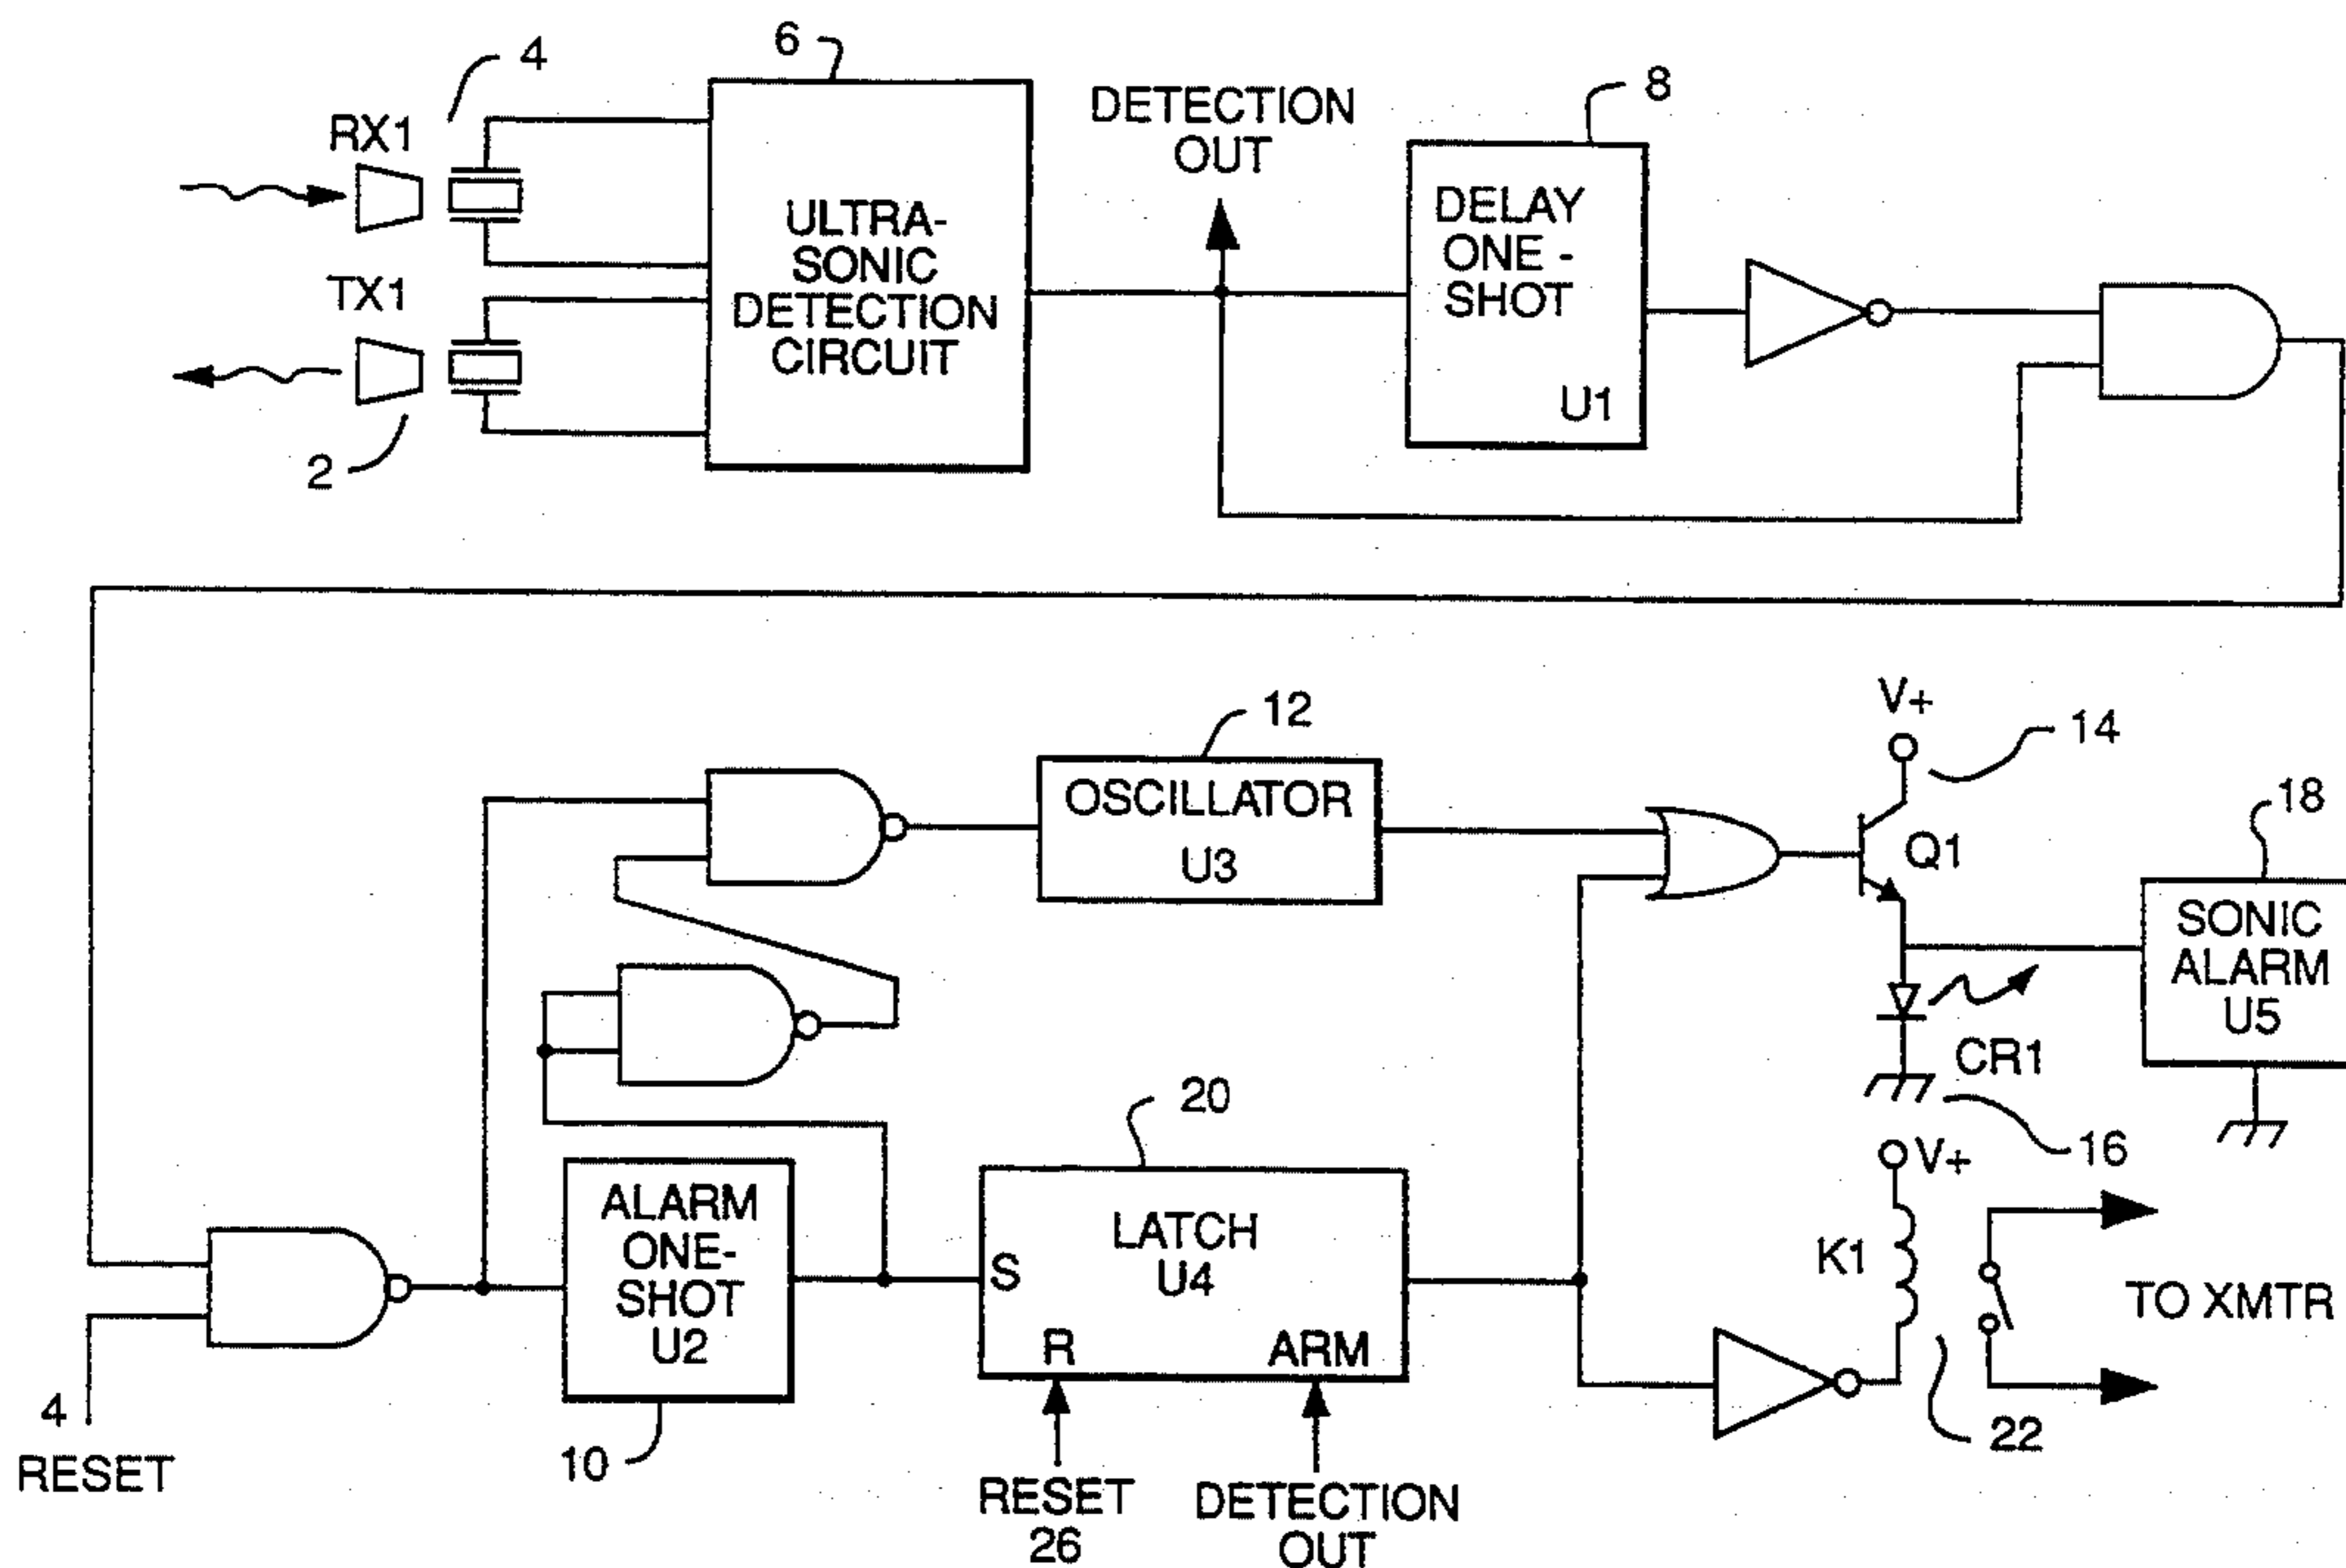 4
6
8
RX1
DETECTION
OUT
ULTRA-
SONIC
DETECTION
CIRCUIT
DELAY
ONE -
SHOT
U1
TX1
2
12
V+
14
OSCILLATOR
U3
Q1
18
SONIC
ALARM
U5
CR1
16
20
ALARM
ONE-
SHOT
U2
S
LATCH
U4
R
ARM
V+
K1
TO XMTR
4
RESET
10
RESET
26
DETECTION
OUT
22